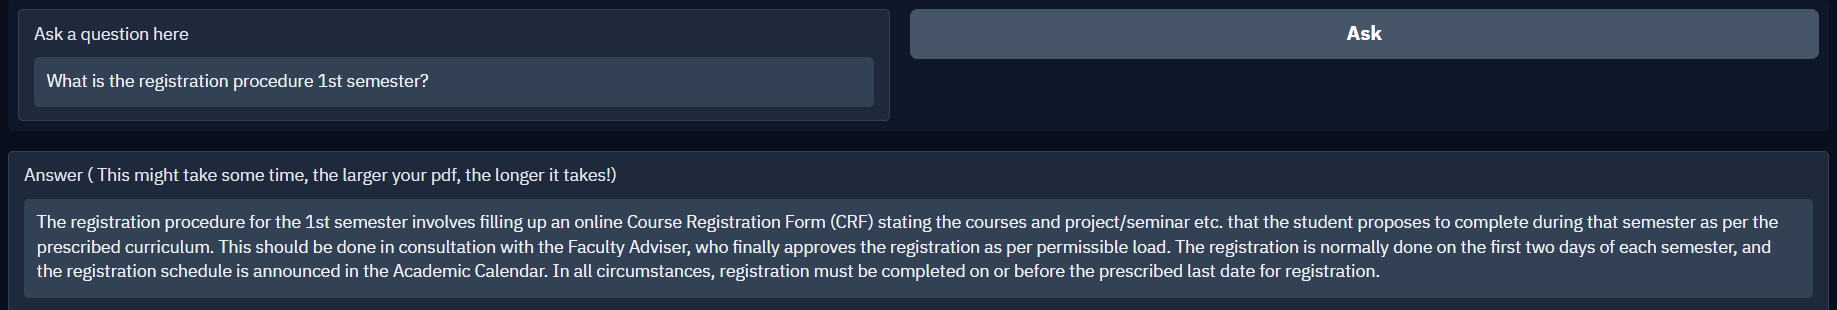 Ask a question here
Ask
What is the registration procedure 1st semester?
Answer ( This might take some time, the larger your pdf, the longer it takes!)
The registration procedure for the 1st semester involves filling up an online Course Registration Form (CRF) stating the courses and project/seminar etc. that the student proposes to complete during that semester as per the
prescribed curriculum. This should be done in consultation with the Faculty Adviser, who finally approves the registration as per permissible load. The registration is normally done on the first two days of each semester, and
the registration schedule is announced in the Academic Calendar. In all circumstances, registration must be completed on or before the prescribed last date for registration.